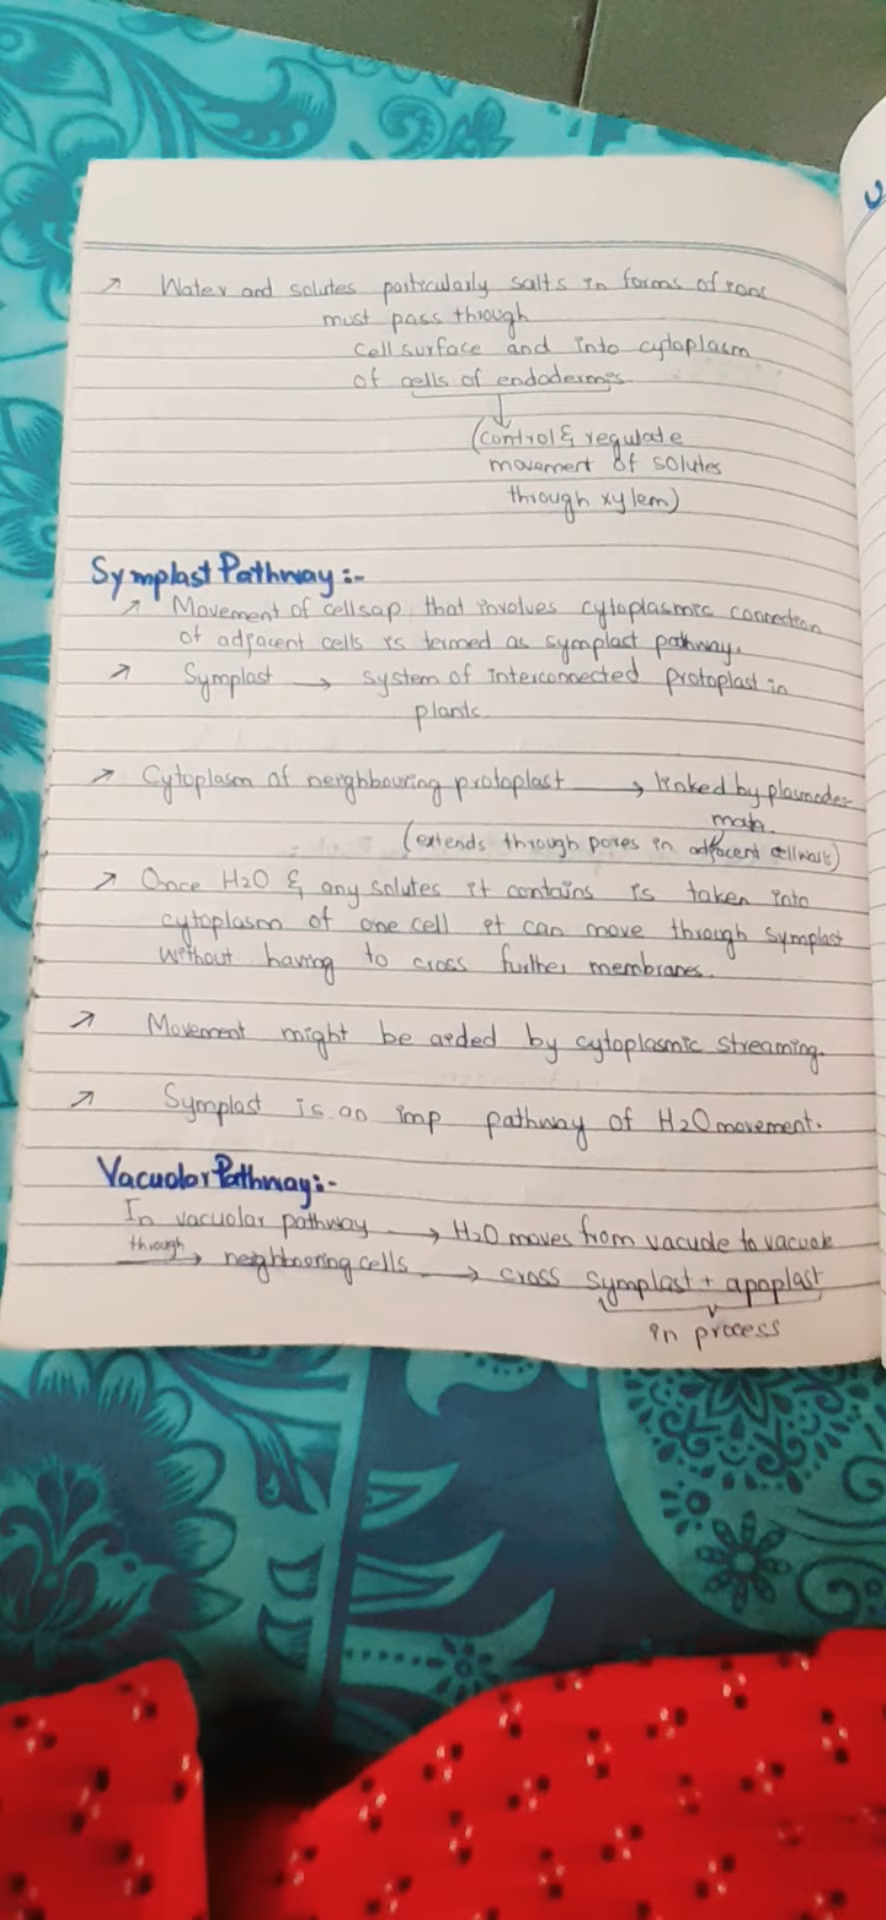 ↗ Water and solutes particularly salts in forms of ions
must pass through
cell surface and into cytoplasm
of cells of endodermis
(control & regulate
movement of solutes
through xylem)
Symplast Pathway:-
↗ Movement of cellsap that involves cytoplasmic connection
of adjacent cells is termed as symplast pathway.
↗ Symplast → system of interconnected protoplast in
plants
↗ Cytoplasm of neighbouring protoplast → linked by plasmodes-
mata
(extends through pores in adjacent cellwalls)
↗ Once H2O & any solutes it contains is taken into
cytoplasm of one cell it can move through symplast
without having to cross further membranes.
↗ Movement might be aided by cytoplasmic streaming.
↗ Symplast is an imp pathway of H2O movement.
Vacuolar Pathway:-
In vacuolar pathway → H2O moves from vacuole to vacuole
through → neighbouring cells → cross symplast + apoplast
in process